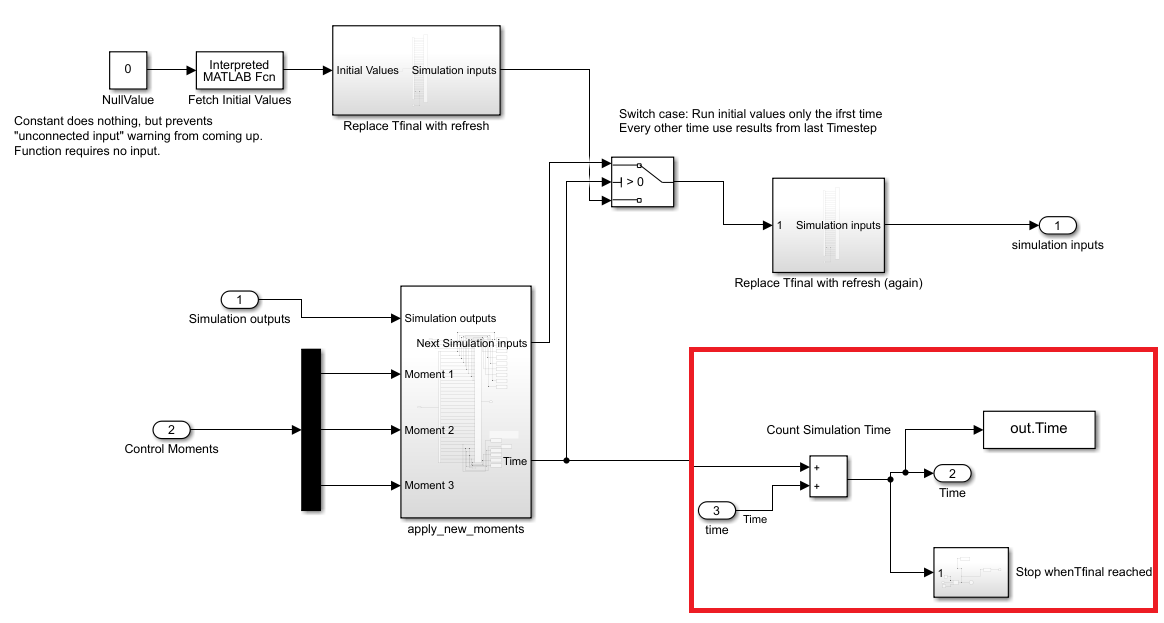 0
NullValue
Interpreted
MATLAB Fcn
Fetch Initial Values
Initial Values
Simulation inputs
Replace Tfinal with refresh
Constant does nothing, but prevents
"unconnected input" warning from coming up.
Function requires no input.
Switch case: Run initial values only the ifrst time
Every other time use results from last Timestep
> 0
1
Simulation inputs
Replace Tfinal with refresh (again)
1
simulation inputs
1
Simulation outputs
Simulation outputs
Next Simulation inputs
Moment 1
Moment 2
Time
Moment 3
apply_new_moments
2
Control Moments
Count Simulation Time
out.Time
+
+
2
Time
3
time
Time
1
Stop whenTfinal reached